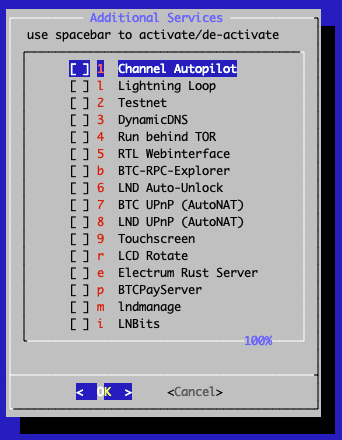 Additional Services
use spacebar to activate/de-activate
[ ] 1 Channel Autopilot
[ ] l Lightning Loop
[ ] 2 Testnet
[ ] 3 DynamicDNS
[ ] 4 Run behind TOR
[ ] 5 RTL Webinterface
[ ] b BTC-RPC-Explorer
[ ] 6 LND Auto-Unlock
[ ] 7 BTC UPnP (AutoNAT)
[ ] 8 LND UPnP (AutoNAT)
[ ] 9 Touchscreen
[ ] r LCD Rotate
[ ] e Electrum Rust Server
[ ] p BTCPayServer
[ ] m lndmanage
[ ] i LNBits
100%
< OK > <Cancel>